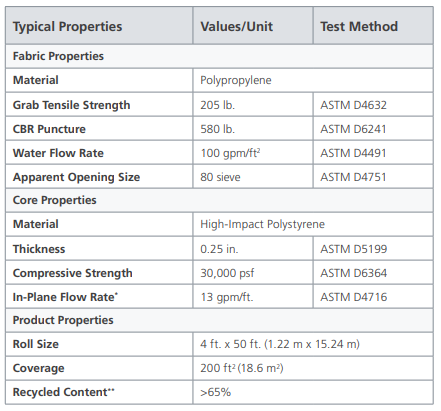 Typical Properties Values/Unit Test Method
Fabric Properties
Material Polypropylene
Grab Tensile Strength 205 lb. ASTM D4632
CBR Puncture 580 lb. ASTM D6241
Water Flow Rate 100 gpm/ft² ASTM D4491
Apparent Opening Size 80 sieve ASTM D4751
Core Properties
Material High-Impact Polystyrene
Thickness 0.25 in. ASTM D5199
Compressive Strength 30,000 psf ASTM D6364
In-Plane Flow Rate* 13 gpm/ft. ASTM D4716
Product Properties
Roll Size 4 ft. x 50 ft. (1.22 m x 15.24 m)
Coverage 200 ft² (18.6 m²)
Recycled Content** >65%